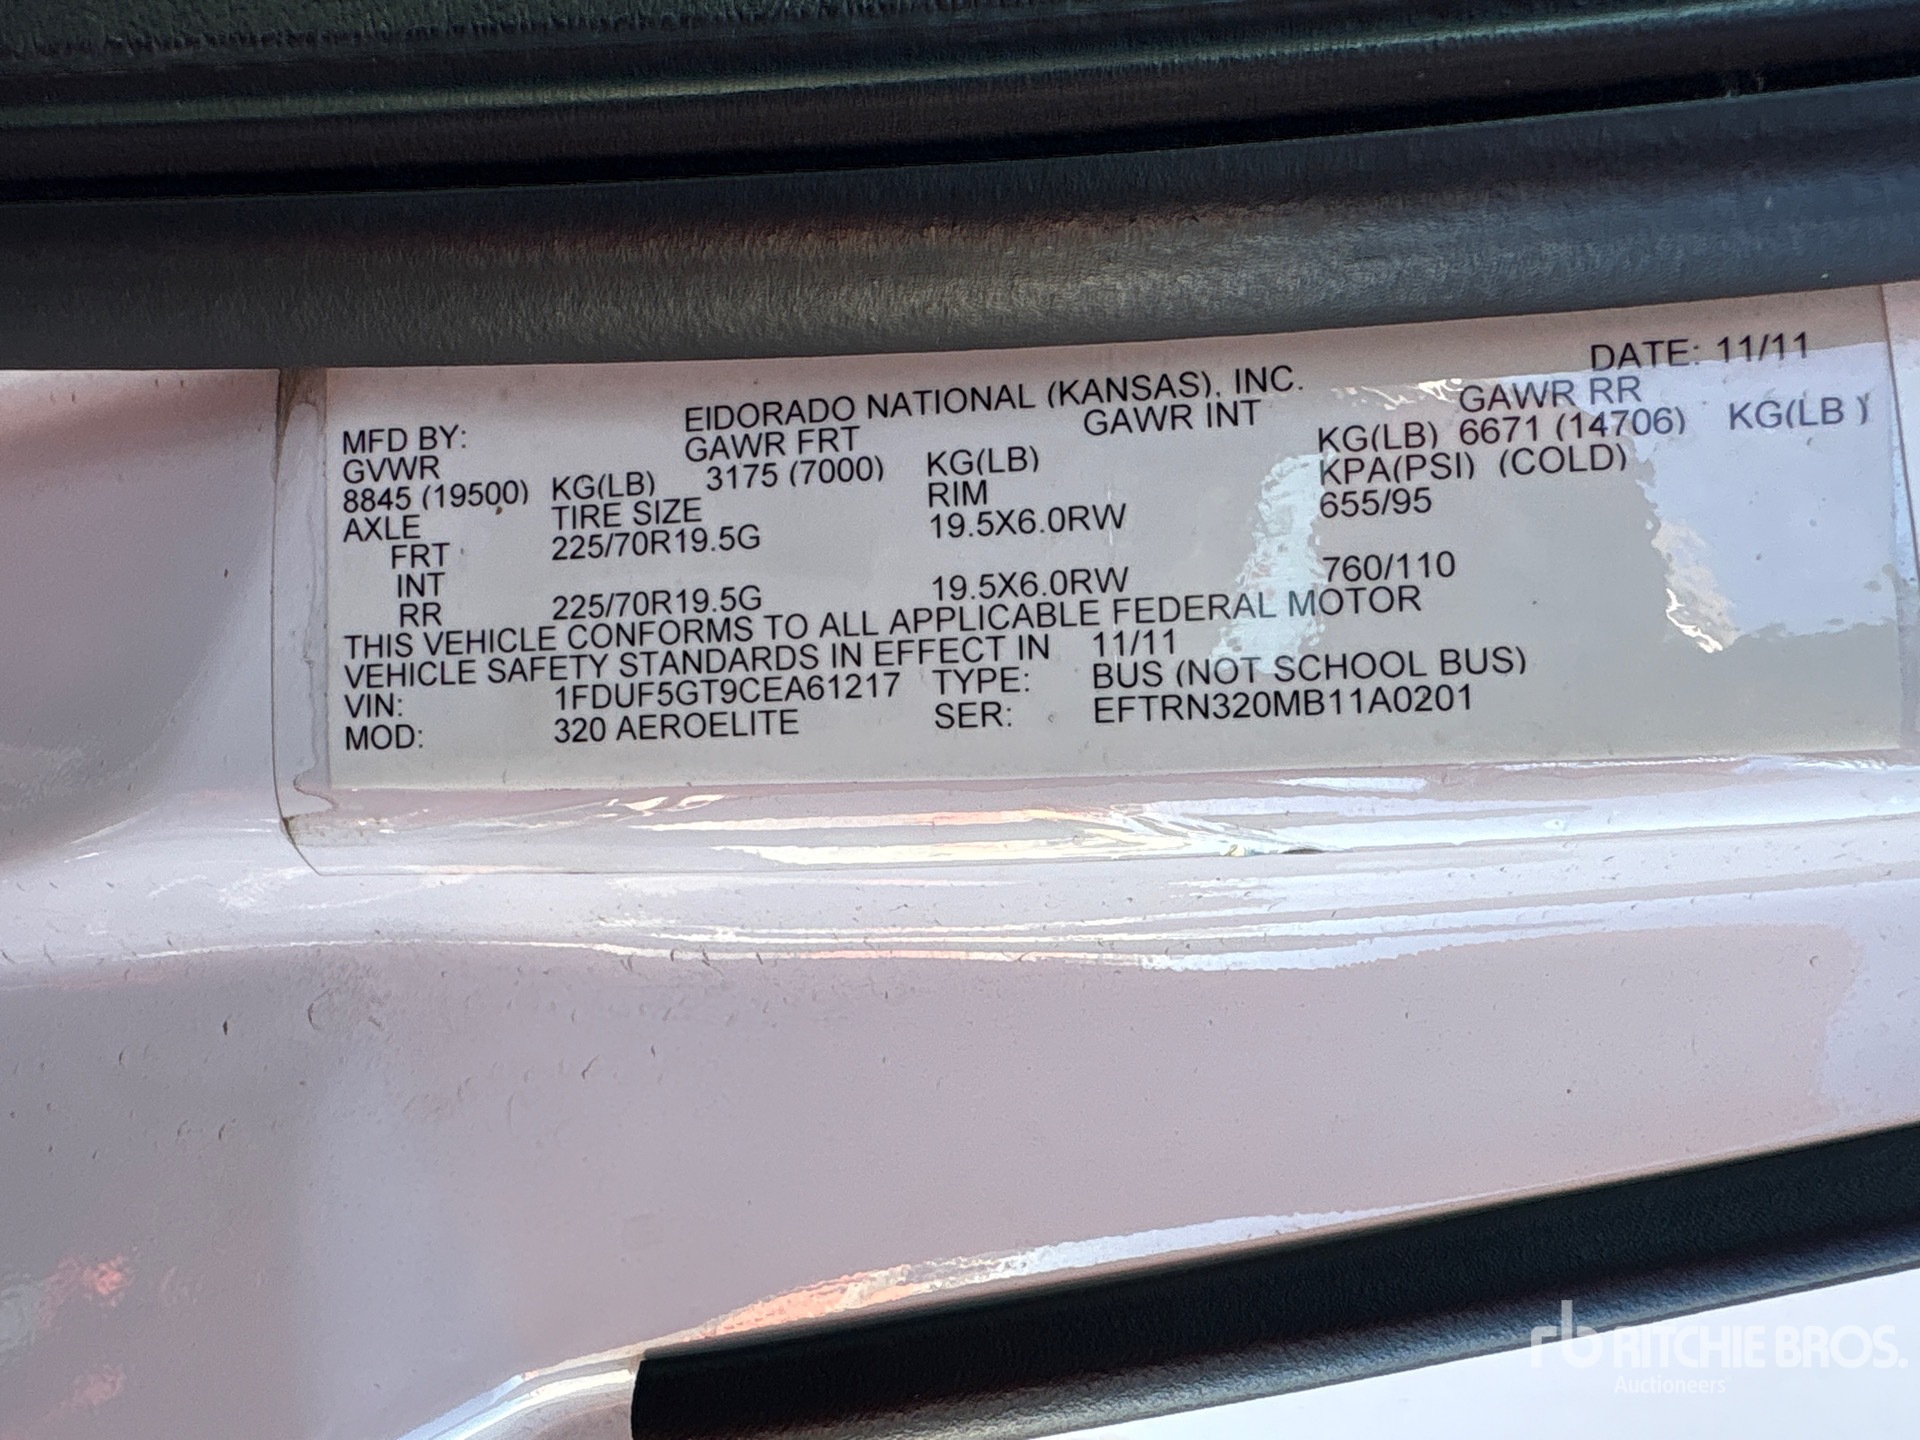 DATE: 11/11
MFD BY: EIDORADO NATIONAL (KANSAS), INC.
GVWR GAWR FRT GAWR INT GAWR RR
8845 (19500) KG(LB) 3175 (7000) KG(LB) KG(LB) 6671 (14706) KG(LB )
AXLE TIRE SIZE RIM KPA(PSI) (COLD)
FRT 225/70R19.5G 19.5X6.0RW 655/95
INT
RR 225/70R19.5G 19.5X6.0RW 760/110
THIS VEHICLE CONFORMS TO ALL APPLICABLE FEDERAL MOTOR
VEHICLE SAFETY STANDARDS IN EFFECT IN 11/11
VIN: 1FDUF5GT9CEA61217 TYPE: BUS (NOT SCHOOL BUS)
MOD: 320 AEROELITE SER: EFTRN320MB11A0201
rb RITCHIE BROS.
Auctioneers